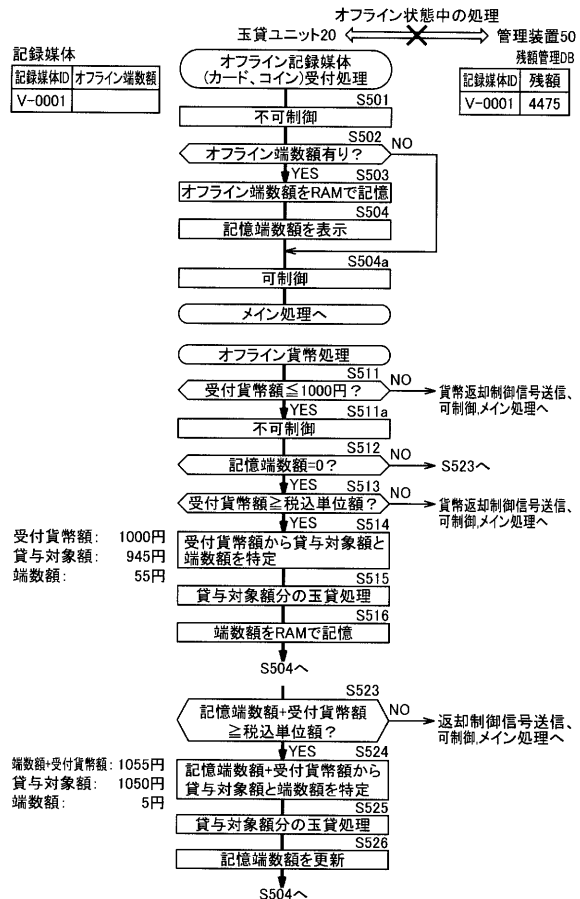 オフライン状態中の処理
玉貸ユニット20
管理装置50
記録媒体
記録媒体ID
オフライン端数額
V-0001
残額管理DB
記録媒体ID
残額
V-0001
4475
オフライン記録媒体
(カード、コイン)受付処理
S501
不可制御
S502
オフライン端数額有り?
NO
YES
S503
オフライン端数額をRAMで記憶
S504
記憶端数額を表示
S504a
可制御
メイン処理へ
オフライン貨幣処理
S511
受付貨幣額≦1000円?
NO
貨幣返却制御信号送信、
可制御,メイン処理へ
YES
S511a
不可制御
S512
記憶端数額=0?
NO
S523へ
YES
S513
受付貨幣額≧税込単位額?
NO
貨幣返却制御信号送信、
可制御,メイン処理へ
YES
S514
受付貨幣額: 1000円
貸与対象額: 945円
端数額: 55円
受付貨幣額から貸与対象額と
端数額を特定
S515
貸与対象額分の玉貸処理
S516
端数額をRAMで記憶
S504へ
S523
記憶端数額+受付貨幣額
≧税込単位額?
NO
返却制御信号送信、
可制御,メイン処理へ
YES
S524
端数額+受付貨幣額: 1055円
貸与対象額: 1050円
端数額: 5円
記憶端数額+受付貨幣額から
貸与対象額と端数額を特定
S525
貸与対象額分の玉貸処理
S526
記憶端数額を更新
S504へ